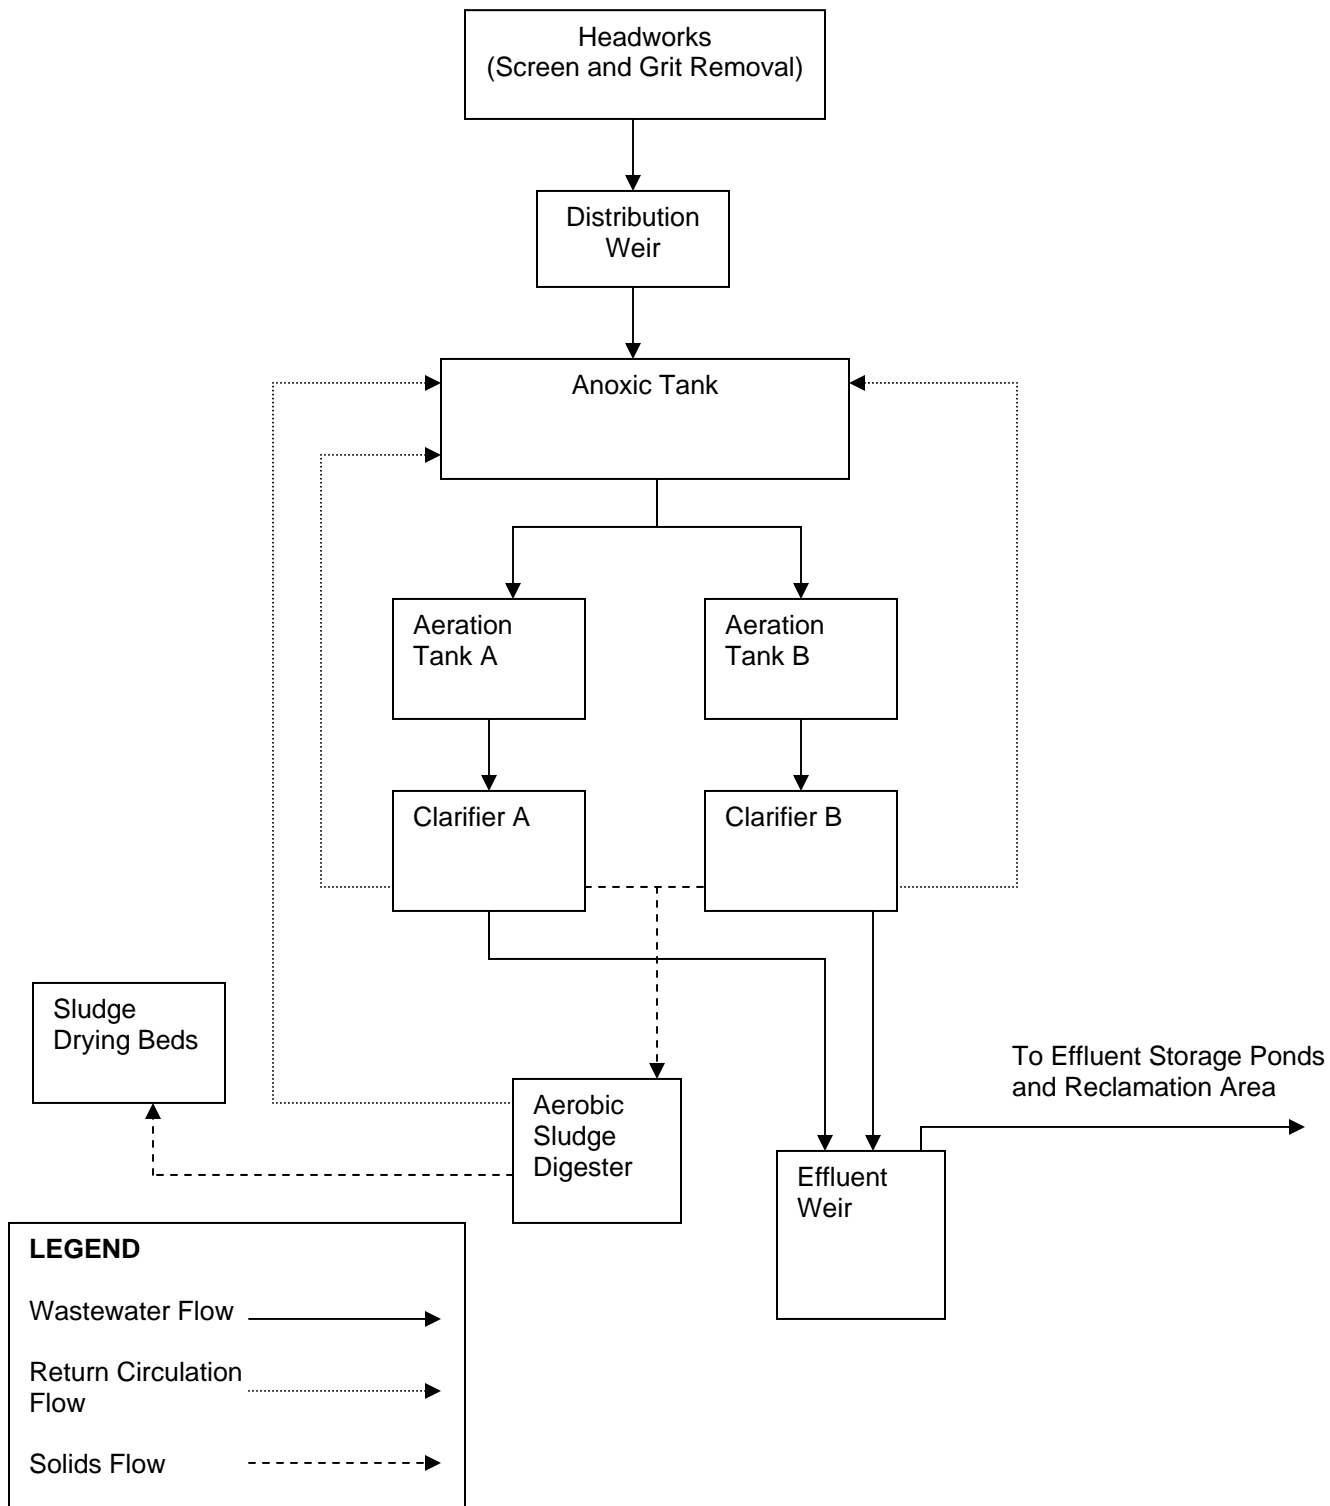 Headworks
(Screen and Grit Removal)
Distribution
Weir
Anoxic Tank
Aeration
Tank A
Aeration
Tank B
Clarifier A
Clarifier B
Sludge
Drying Beds
Aerobic
Sludge
Digester
To Effluent Storage Ponds
and Reclamation Area
Effluent
Weir
LEGEND
Wastewater Flow
Return Circulation
Flow
Solids Flow